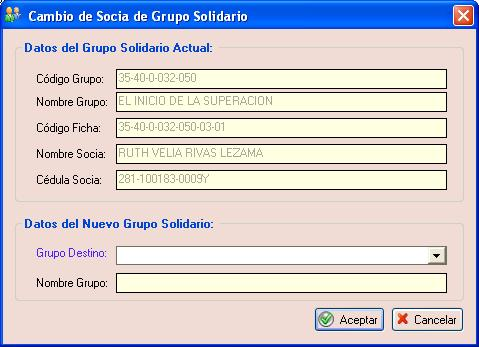 Cambio de Socia de Grupo Solidario
Datos del Grupo Solidario Actual:
Código Grupo: 35-40-0-032-050
Nombre Grupo: EL INICIO DE LA SUPERACION
Código Ficha: 35-40-0-032-050-03-01
Nombre Socia: RUTH VELIA RIVAS LEZAMA
Cédula Socia: 281-100183-0009Y
Datos del Nuevo Grupo Solidario:
Grupo Destino:
Nombre Grupo:
Aceptar Cancelar